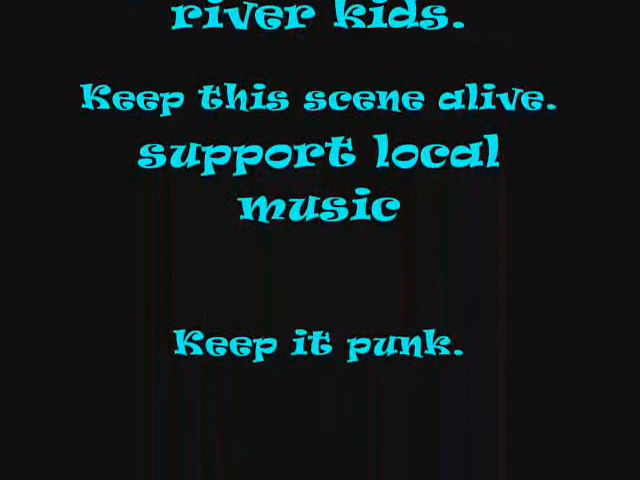 river kids.
Keep this scene alive.
support local
music
Keep it punk.